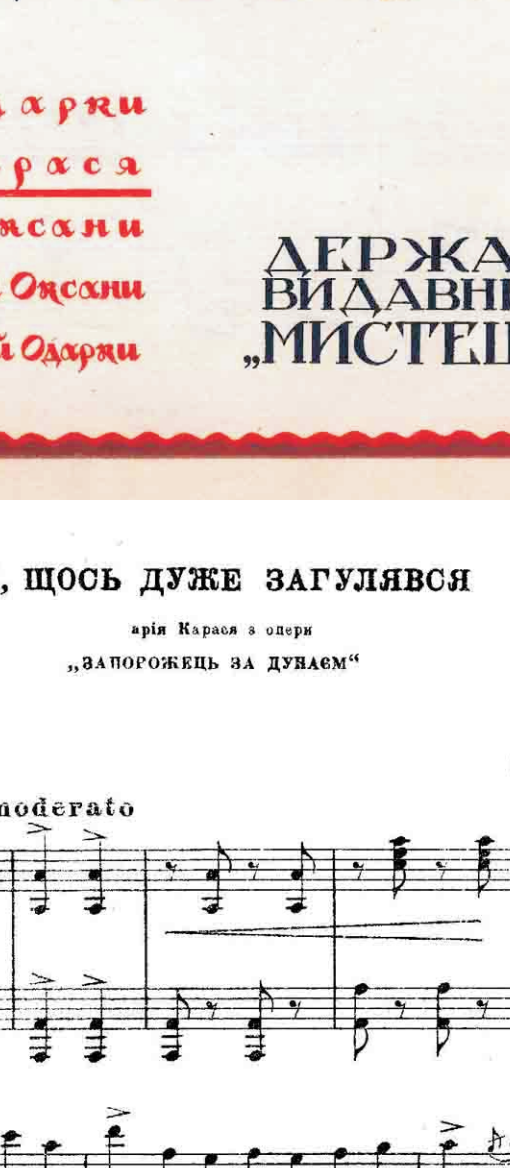 арки
рася
ксани
Оксани
й Одарки
ДЕРЖА
ВИДАВН
„МИСТЕЦ
, ЩОСЬ ДУЖЕ ЗАГУЛЯВСЯ
арія Карася з опери
„ЗАПОРОЖЕЦЬ ЗА ДУНАЄМ“
moderato